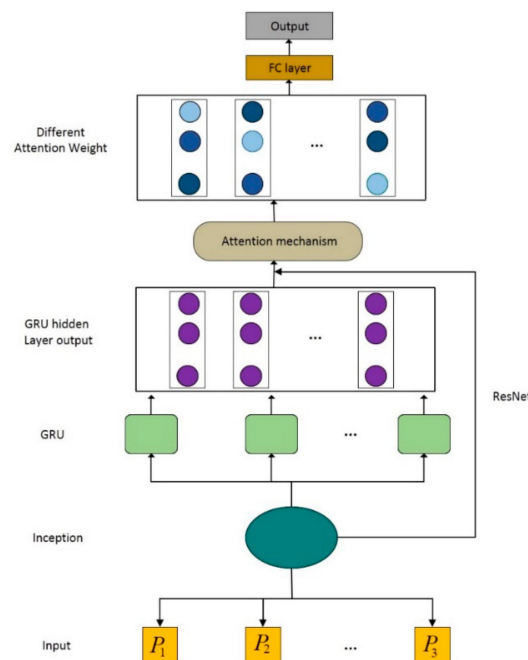 Output
FC layer
Different
Attention Weight
...
Attention mechanism
GRU hidden
Layer output
...
ResNet
GRU
...
Inception
Input
P₁
P₂
...
P₃